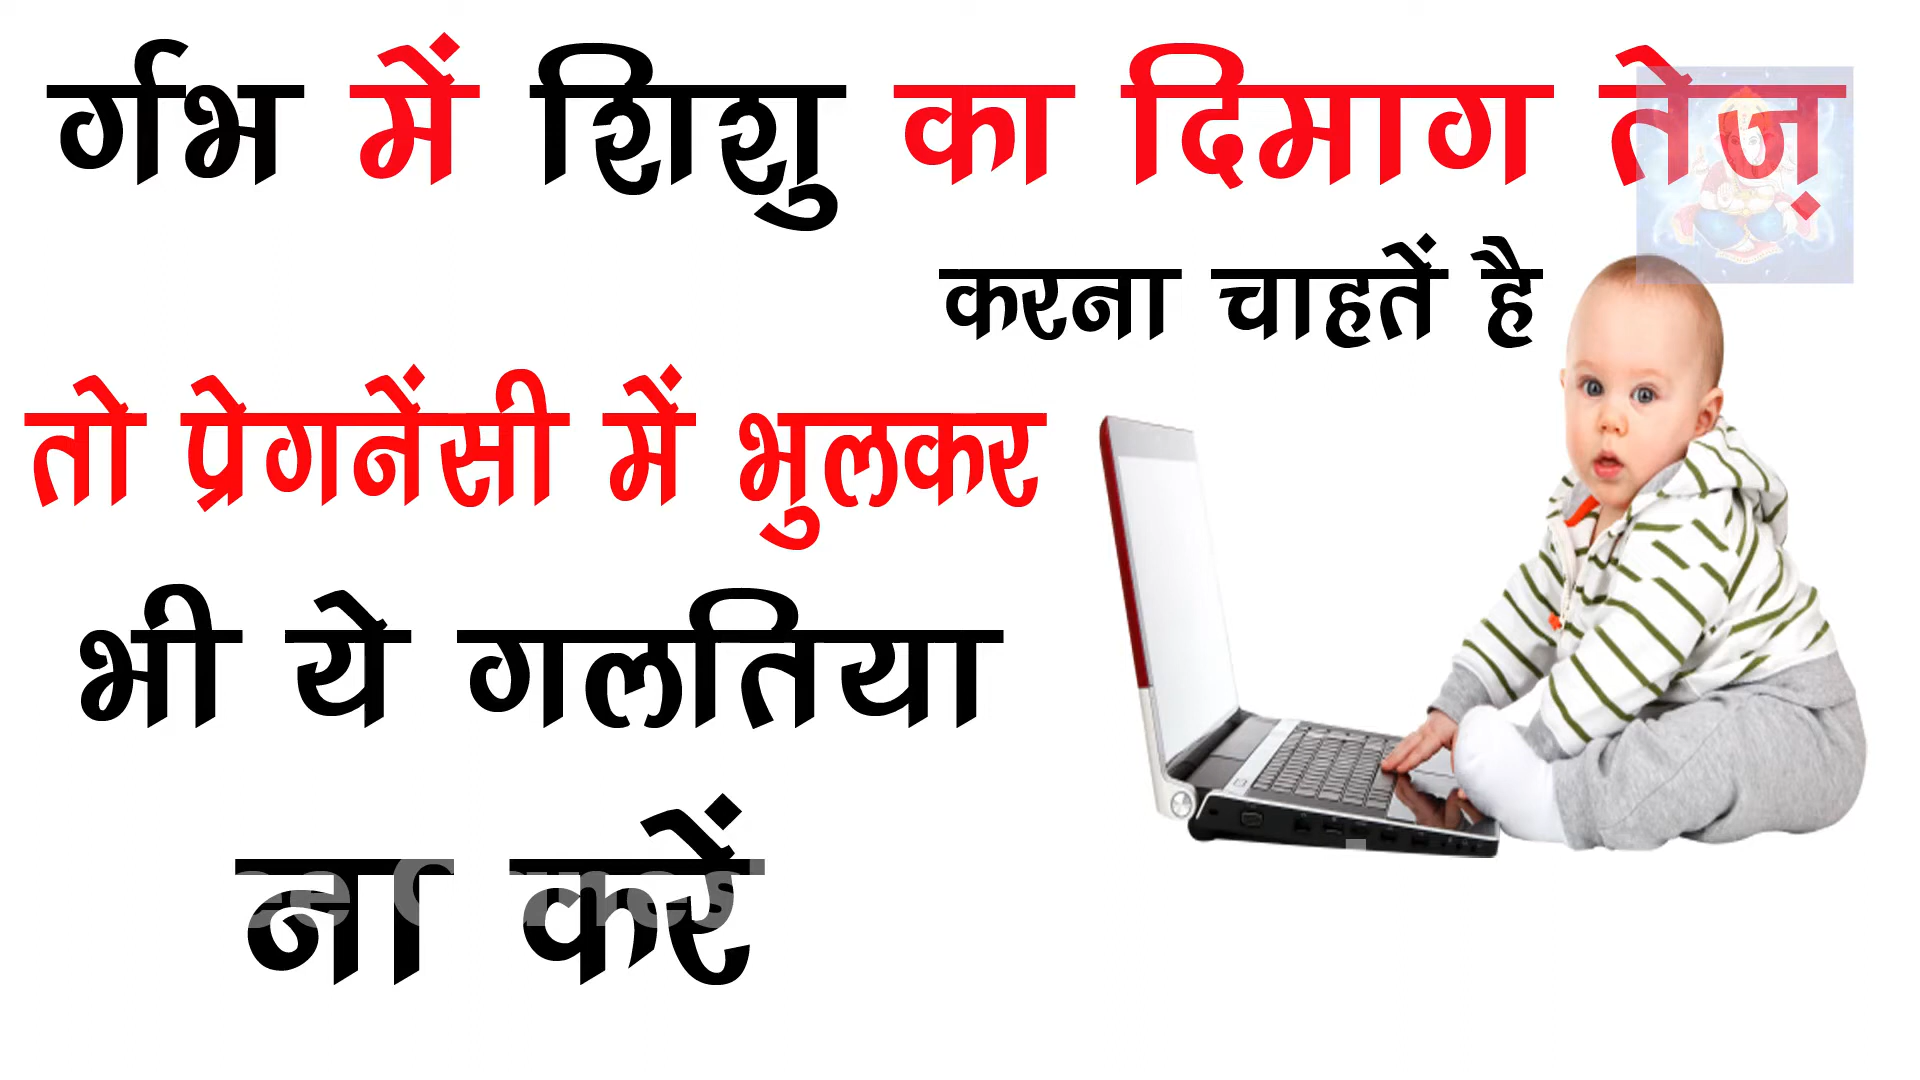 र्गभ में शिशु का दिमाग तेज़
करना चाहतें है
तो प्रेगनेंसी में भुलकर
भी ये गलतिया
ना करें